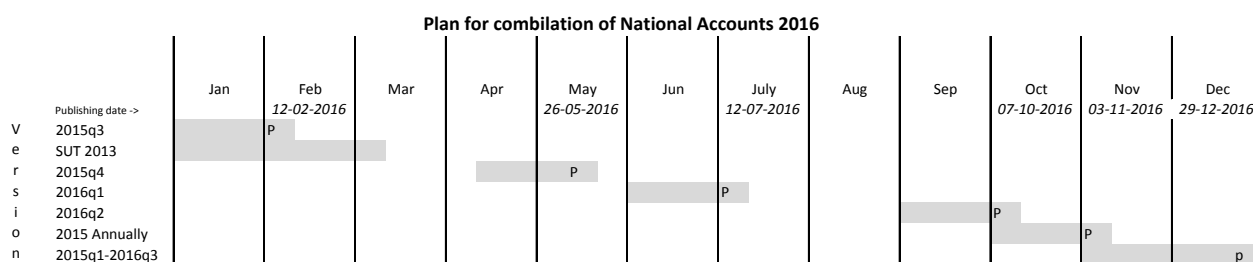 Plan for combilation of National Accounts 2016
Jan Feb Mar Apr May Jun July Aug Sep Oct Nov Dec
Publishing date -> 12-02-2016 26-05-2016 12-07-2016 07-10-2016 03-11-2016 29-12-2016
V 2015q3 P
e SUT 2013
r 2015q4 P
s 2016q1 P
i 2016q2 P
o 2015 Annually P
n 2015q1-2016q3 p